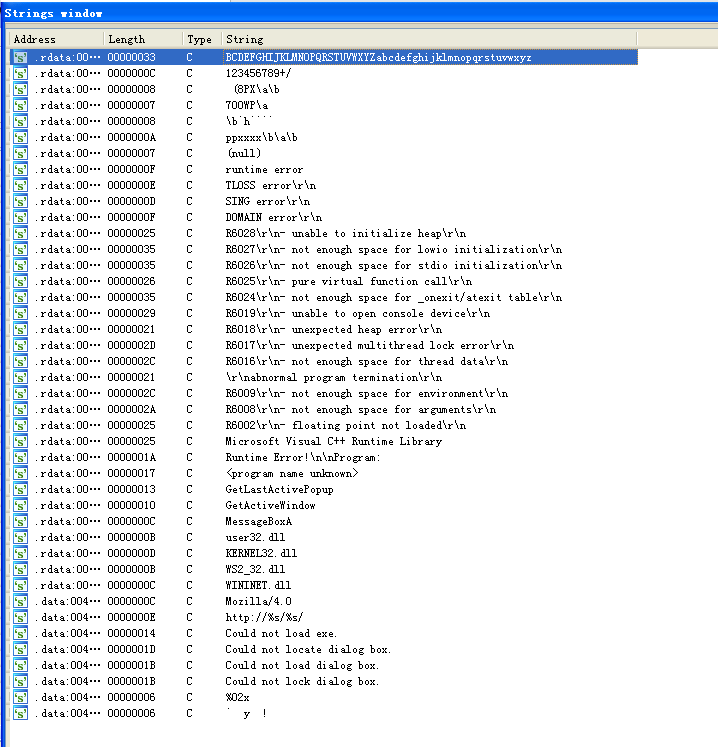 Strings window
Address Length Type String
's' .rdata:00··· 00000033 C BCDEFGHIJKLMNOPQRSTUVWXYZabcdefghijklmnopqrstuvwxyz
's' .rdata:00··· 0000000C C 123456789+/
's' .rdata:00··· 00000008 C (8PX\a\b
's' .rdata:00··· 00000007 C 700WP\a
's' .rdata:00··· 00000008 C \b`h````
's' .rdata:00··· 0000000A C ppxxxx\b\a\b
's' .rdata:00··· 00000007 C (null)
's' .rdata:00··· 0000000F C runtime error
's' .rdata:00··· 0000000E C TLOSS error\r\n
's' .rdata:00··· 0000000D C SING error\r\n
's' .rdata:00··· 0000000F C DOMAIN error\r\n
's' .rdata:00··· 00000025 C R6028\r\n- unable to initialize heap\r\n
's' .rdata:00··· 00000035 C R6027\r\n- not enough space for lowio initialization\r\n
's' .rdata:00··· 00000035 C R6026\r\n- not enough space for stdio initialization\r\n
's' .rdata:00··· 00000026 C R6025\r\n- pure virtual function call\r\n
's' .rdata:00··· 00000035 C R6024\r\n- not enough space for _onexit/atexit table\r\n
's' .rdata:00··· 00000029 C R6019\r\n- unable to open console device\r\n
's' .rdata:00··· 00000021 C R6018\r\n- unexpected heap error\r\n
's' .rdata:00··· 0000002D C R6017\r\n- unexpected multithread lock error\r\n
's' .rdata:00··· 0000002C C R6016\r\n- not enough space for thread data\r\n
's' .rdata:00··· 00000021 C \r\nabnormal program termination\r\n
's' .rdata:00··· 0000002C C R6009\r\n- not enough space for environment\r\n
's' .rdata:00··· 0000002A C R6008\r\n- not enough space for arguments\r\n
's' .rdata:00··· 00000025 C R6002\r\n- floating point not loaded\r\n
's' .rdata:00··· 00000025 C Microsoft Visual C++ Runtime Library
's' .rdata:00··· 0000001A C Runtime Error!\n\nProgram:
's' .rdata:00··· 00000017 C <program name unknown>
's' .rdata:00··· 00000013 C GetLastActivePopup
's' .rdata:00··· 00000010 C GetActiveWindow
's' .rdata:00··· 0000000C C MessageBoxA
's' .rdata:00··· 0000000B C user32.dll
's' .rdata:00··· 0000000D C KERNEL32.dll
's' .rdata:00··· 0000000B C WS2_32.dll
's' .rdata:00··· 0000000C C WININET.dll
's' .data:004··· 0000000C C Mozilla/4.0
's' .data:004··· 0000000E C http://%s/%s/
's' .data:004··· 00000014 C Could not load exe.
's' .data:004··· 0000001D C Could not locate dialog box.
's' .data:004··· 0000001B C Could not load dialog box.
's' .data:004··· 0000001B C Could not lock dialog box.
's' .data:004··· 00000006 C %02x
's' .data:004··· 00000006 C ` y !